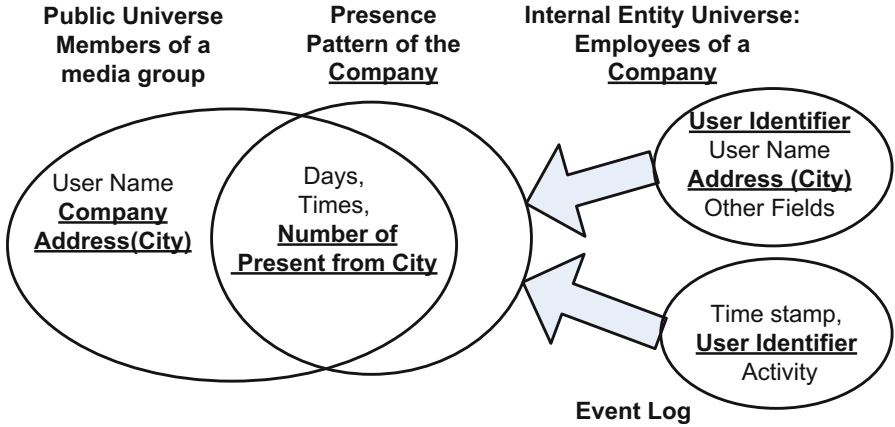 Public Universe
Members of a
media group
Presence
Pattern of the
Company
Internal Entity Universe:
Employees of a
Company
User Name
Company
Address(City)
Days,
Times,
Number of
Present from City
User Identifier
User Name
Address (City)
Other Fields
Time stamp,
User Identifier
Activity
Event Log